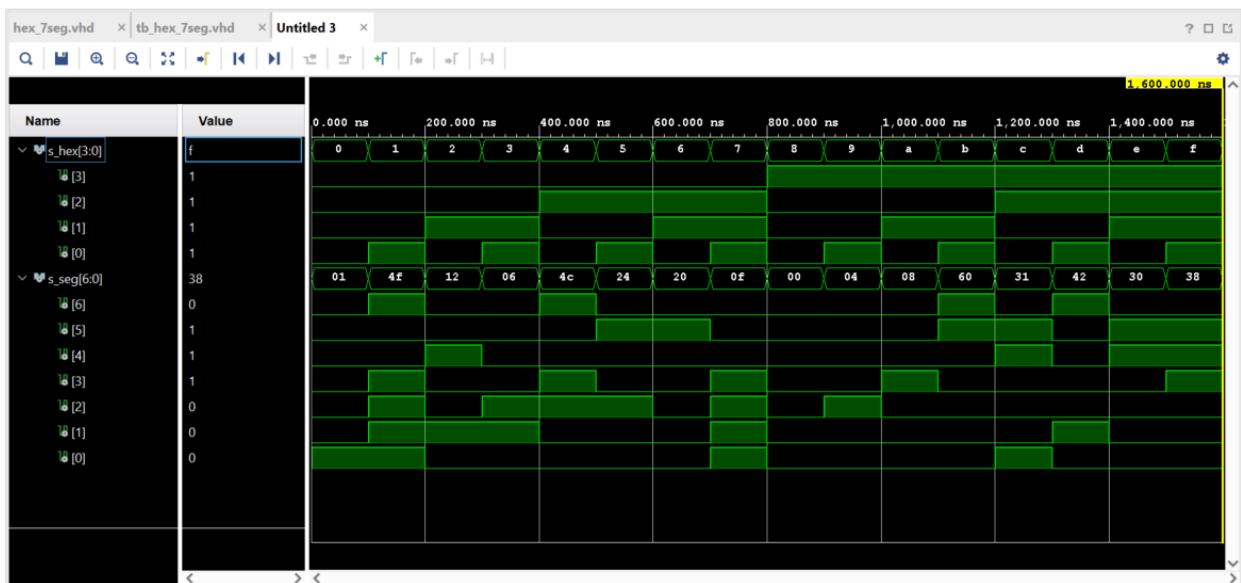 hex_7seg.vhd × tb_hex_7seg.vhd × Untitled 3 × ?
1,600.000 ns
Name Value 0.000 ns 200.000 ns 400.000 ns 600.000 ns 800.000 ns 1,000.000 ns 1,200.000 ns 1,400.000 ns
s_hex[3:0] f 0 1 2 3 4 5 6 7 8 9 a b c d e f
[3] 1
[2] 1
[1] 1
[0] 1
s_seg[6:0] 38 01 4f 12 06 4c 24 20 0f 00 04 08 60 31 42 30 38
[6] 0
[5] 1
[4] 1
[3] 1
[2] 0
[1] 0
[0] 0